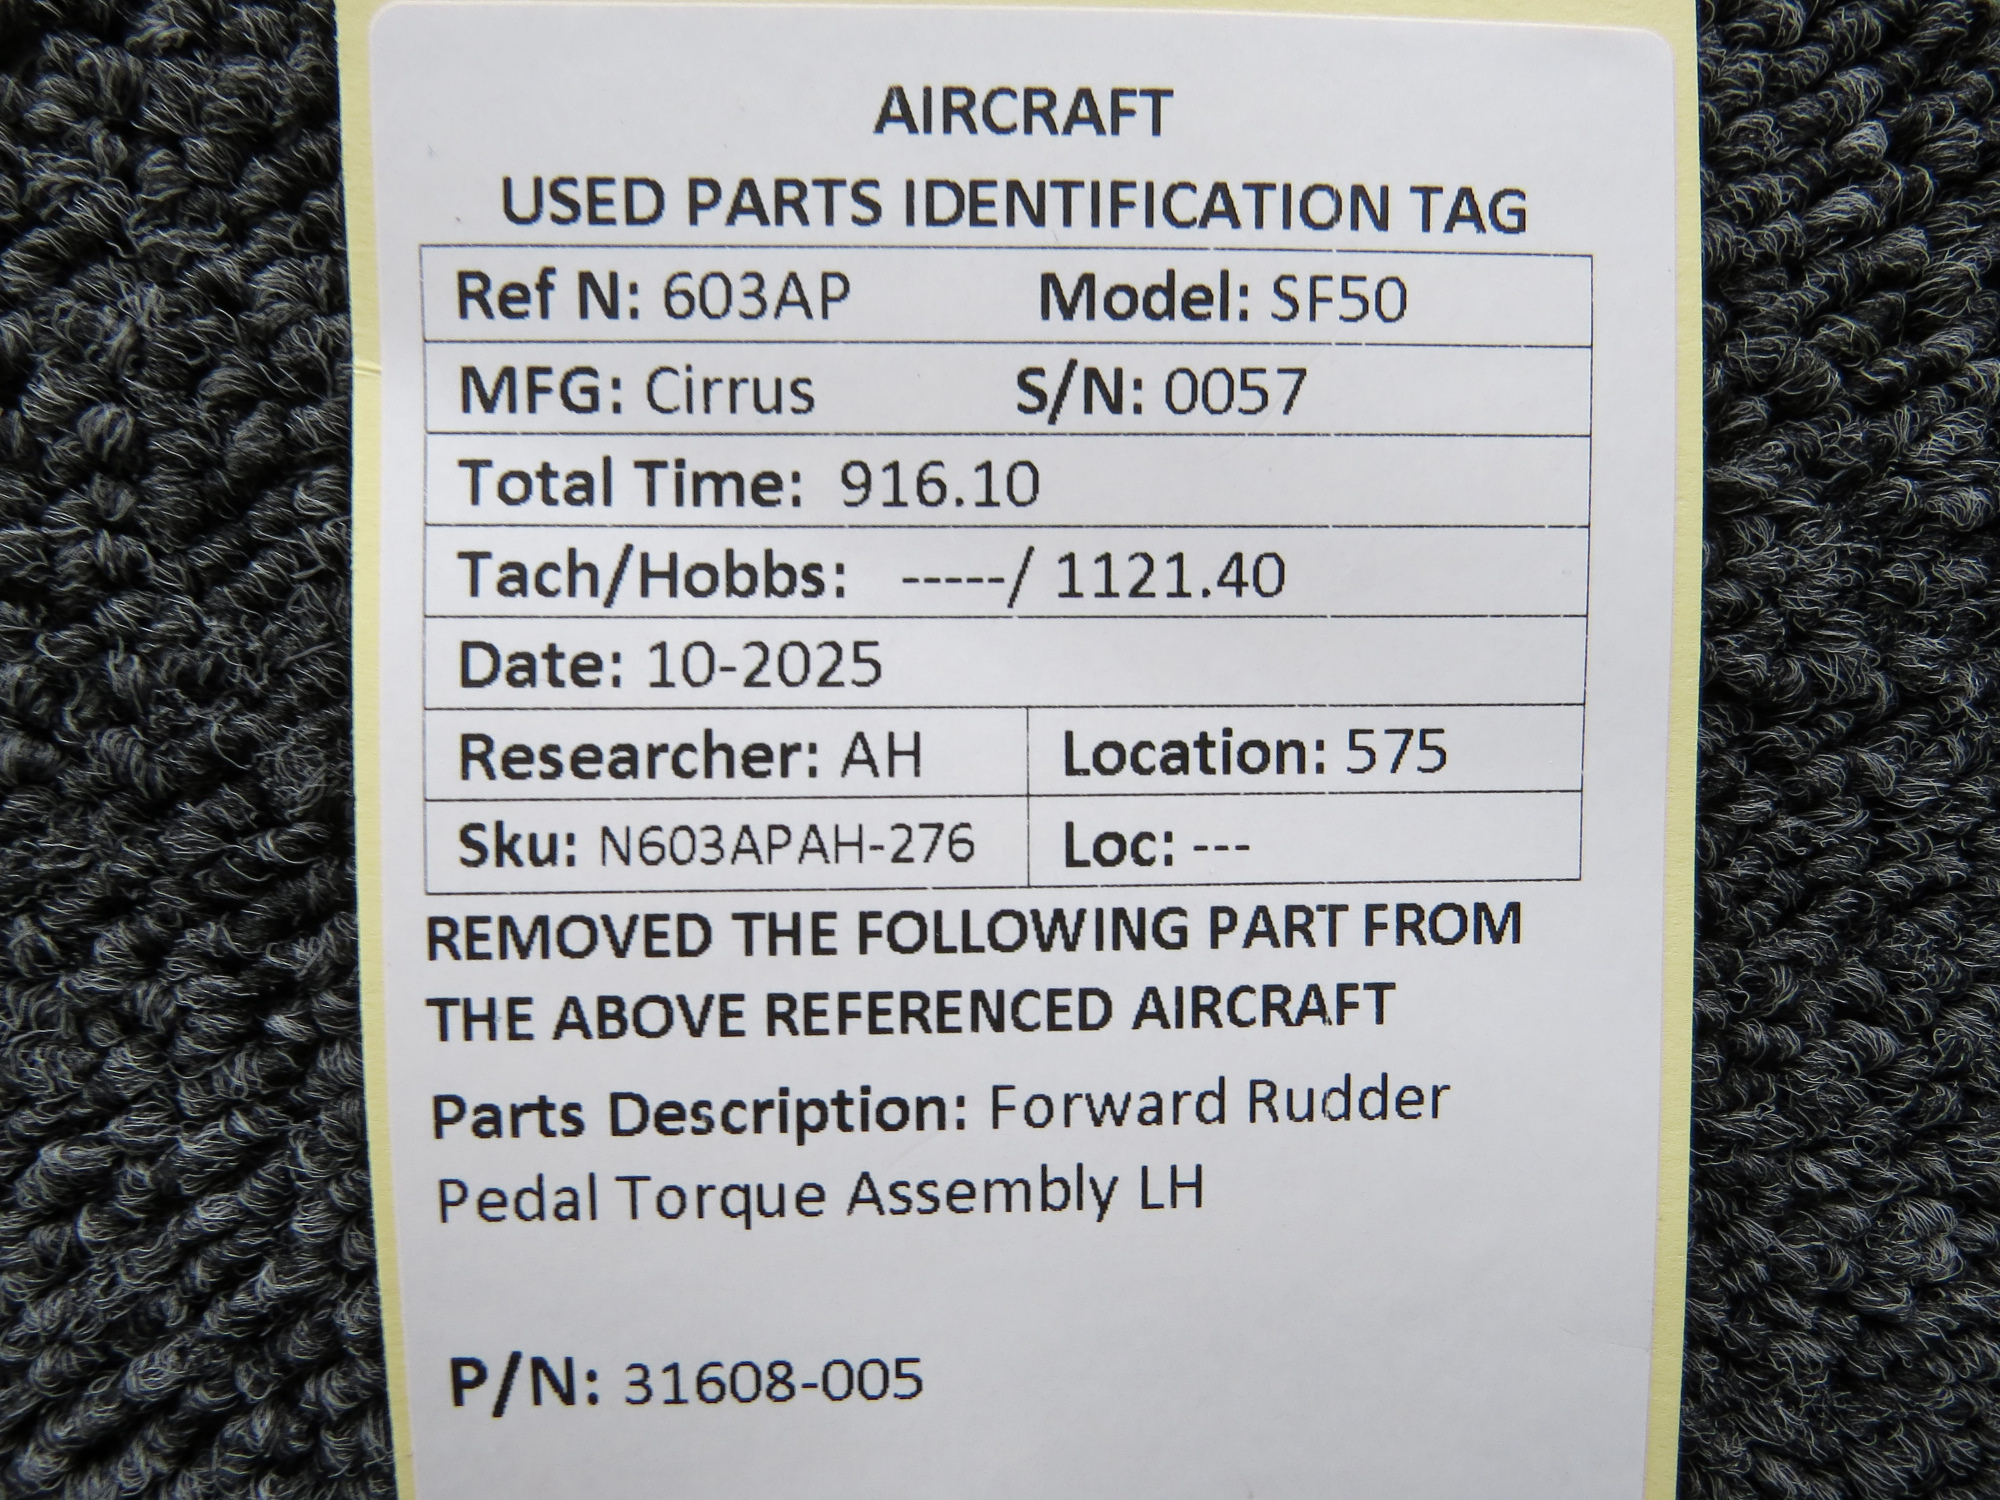 AIRCRAFT
USED PARTS IDENTIFICATION TAG
Ref N: 603AP Model: SF50
MFG: Cirrus S/N: 0057
Total Time: 916.10
Tach/Hobbs: -----/ 1121.40
Date: 10-2025
Researcher: AH Location: 575
Sku: N603APAH-276 Loc: ---
REMOVED THE FOLLOWING PART FROM
THE ABOVE REFERENCED AIRCRAFT
Parts Description: Forward Rudder
Pedal Torque Assembly LH
P/N: 31608-005